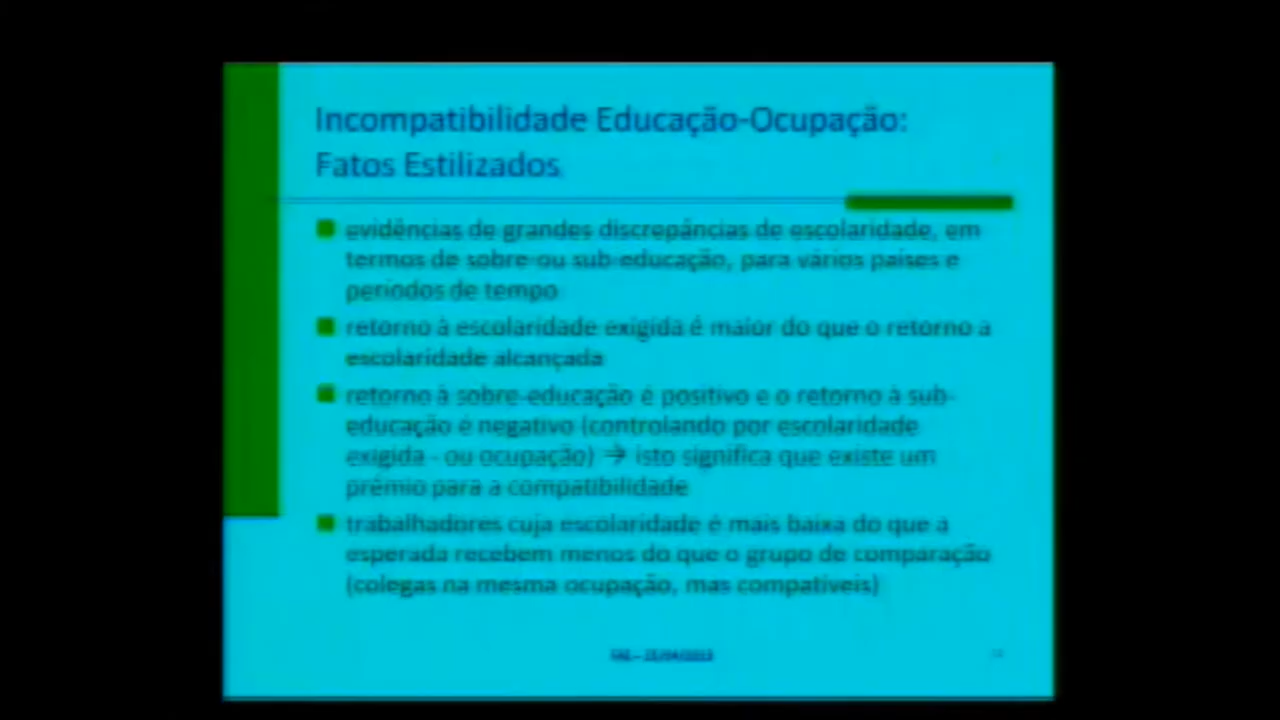 Incompatibilidade Educação-Ocupação:
Fatos Estilizados
evidências de grandes discrepâncias de escolaridade, em
termos de sobre-ou sub-educação, para vários países e
períodos de tempo
retorno à escolaridade exigida é maior do que o retorno a
escolaridade alcançada
retorno à sobre-educação é positivo e o retorno à sub-
educação é negativo (controlando por escolaridade
exigida - ou ocupação) → isto significa que existe um
prêmio para a compatibilidade
trabalhadores cuja escolaridade é mais baixa do que a
esperada recebem menos do que o grupo de comparação
(colegas na mesma ocupação, mas compatíveis)